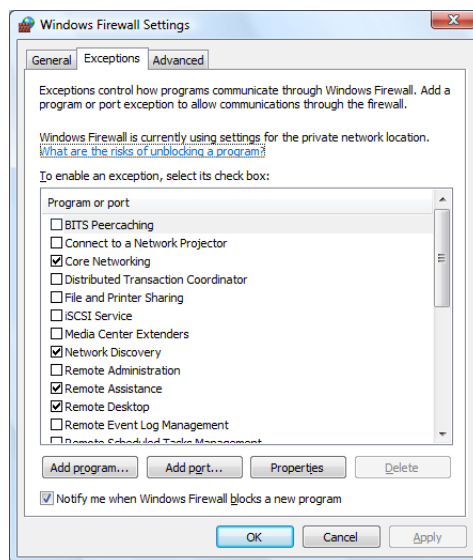 Windows Firewall Settings
General Exceptions Advanced
Exceptions control how programs communicate through Windows Firewall. Add a
program or port exception to allow communications through the firewall.
Windows Firewall is currently using settings for the private network location.
What are the risks of unblocking a program?
To enable an exception, select its check box:
Program or port
BITS Peercaching
Connect to a Network Projector
Core Networking
Distributed Transaction Coordinator
File and Printer Sharing
iSCSI Service
Media Center Extenders
Network Discovery
Remote Administration
Remote Assistance
Remote Desktop
Remote Event Log Management
Remote Scheduled Tasks Management
Add program... Add port... Properties Delete
Notify me when Windows Firewall blocks a new program
OK Cancel Apply